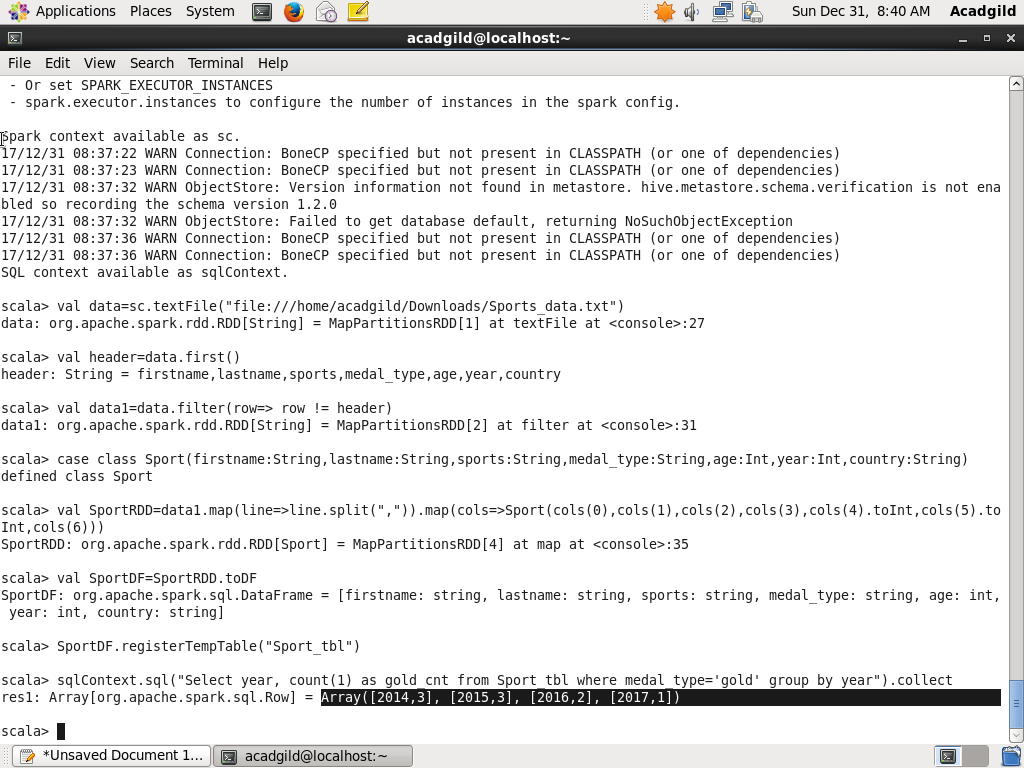 Applications Places System Sun Dec 31, 8:40 AM Acadgild
acadgild@localhost:~
File Edit View Search Terminal Help
- Or set SPARK_EXECUTOR_INSTANCES
- spark.executor.instances to configure the number of instances in the spark config.
Spark context available as sc.
17/12/31 08:37:22 WARN Connection: BoneCP specified but not present in CLASSPATH (or one of dependencies)
17/12/31 08:37:23 WARN Connection: BoneCP specified but not present in CLASSPATH (or one of dependencies)
17/12/31 08:37:32 WARN ObjectStore: Version information not found in metastore. hive.metastore.schema.verification is not ena
bled so recording the schema version 1.2.0
17/12/31 08:37:32 WARN ObjectStore: Failed to get database default, returning NoSuchObjectException
17/12/31 08:37:36 WARN Connection: BoneCP specified but not present in CLASSPATH (or one of dependencies)
17/12/31 08:37:36 WARN Connection: BoneCP specified but not present in CLASSPATH (or one of dependencies)
SQL context available as sqlContext.
scala> val data=sc.textFile("file:///home/acadgild/Downloads/Sports_data.txt")
data: org.apache.spark.rdd.RDD[String] = MapPartitionsRDD[1] at textFile at <console>:27
scala> val header=data.first()
header: String = firstname,lastname,sports,medal_type,age,year,country
scala> val data1=data.filter(row=> row != header)
data1: org.apache.spark.rdd.RDD[String] = MapPartitionsRDD[2] at filter at <console>:31
scala> case class Sport(firstname:String,lastname:String,sports:String,medal_type:String,age:Int,year:Int,country:String)
defined class Sport
scala> val SportRDD=data1.map(line=>line.split(",")).map(cols=>Sport(cols(0),cols(1),cols(2),cols(3),cols(4).toInt,cols(5).to
Int,cols(6)))
SportRDD: org.apache.spark.rdd.RDD[Sport] = MapPartitionsRDD[4] at map at <console>:35
scala> val SportDF=SportRDD.toDF
SportDF: org.apache.spark.sql.DataFrame = [firstname: string, lastname: string, sports: string, medal_type: string, age: int,
year: int, country: string]
scala> SportDF.registerTempTable("Sport_tbl")
scala> sqlContext.sql("Select year, count(1) as gold_cnt from Sport_tbl where medal_type='gold' group by year").collect
res1: Array[org.apache.spark.sql.Row] = Array([2014,3], [2015,3], [2016,2], [2017,1])
scala>
*Unsaved Document 1... acadgild@localhost:~